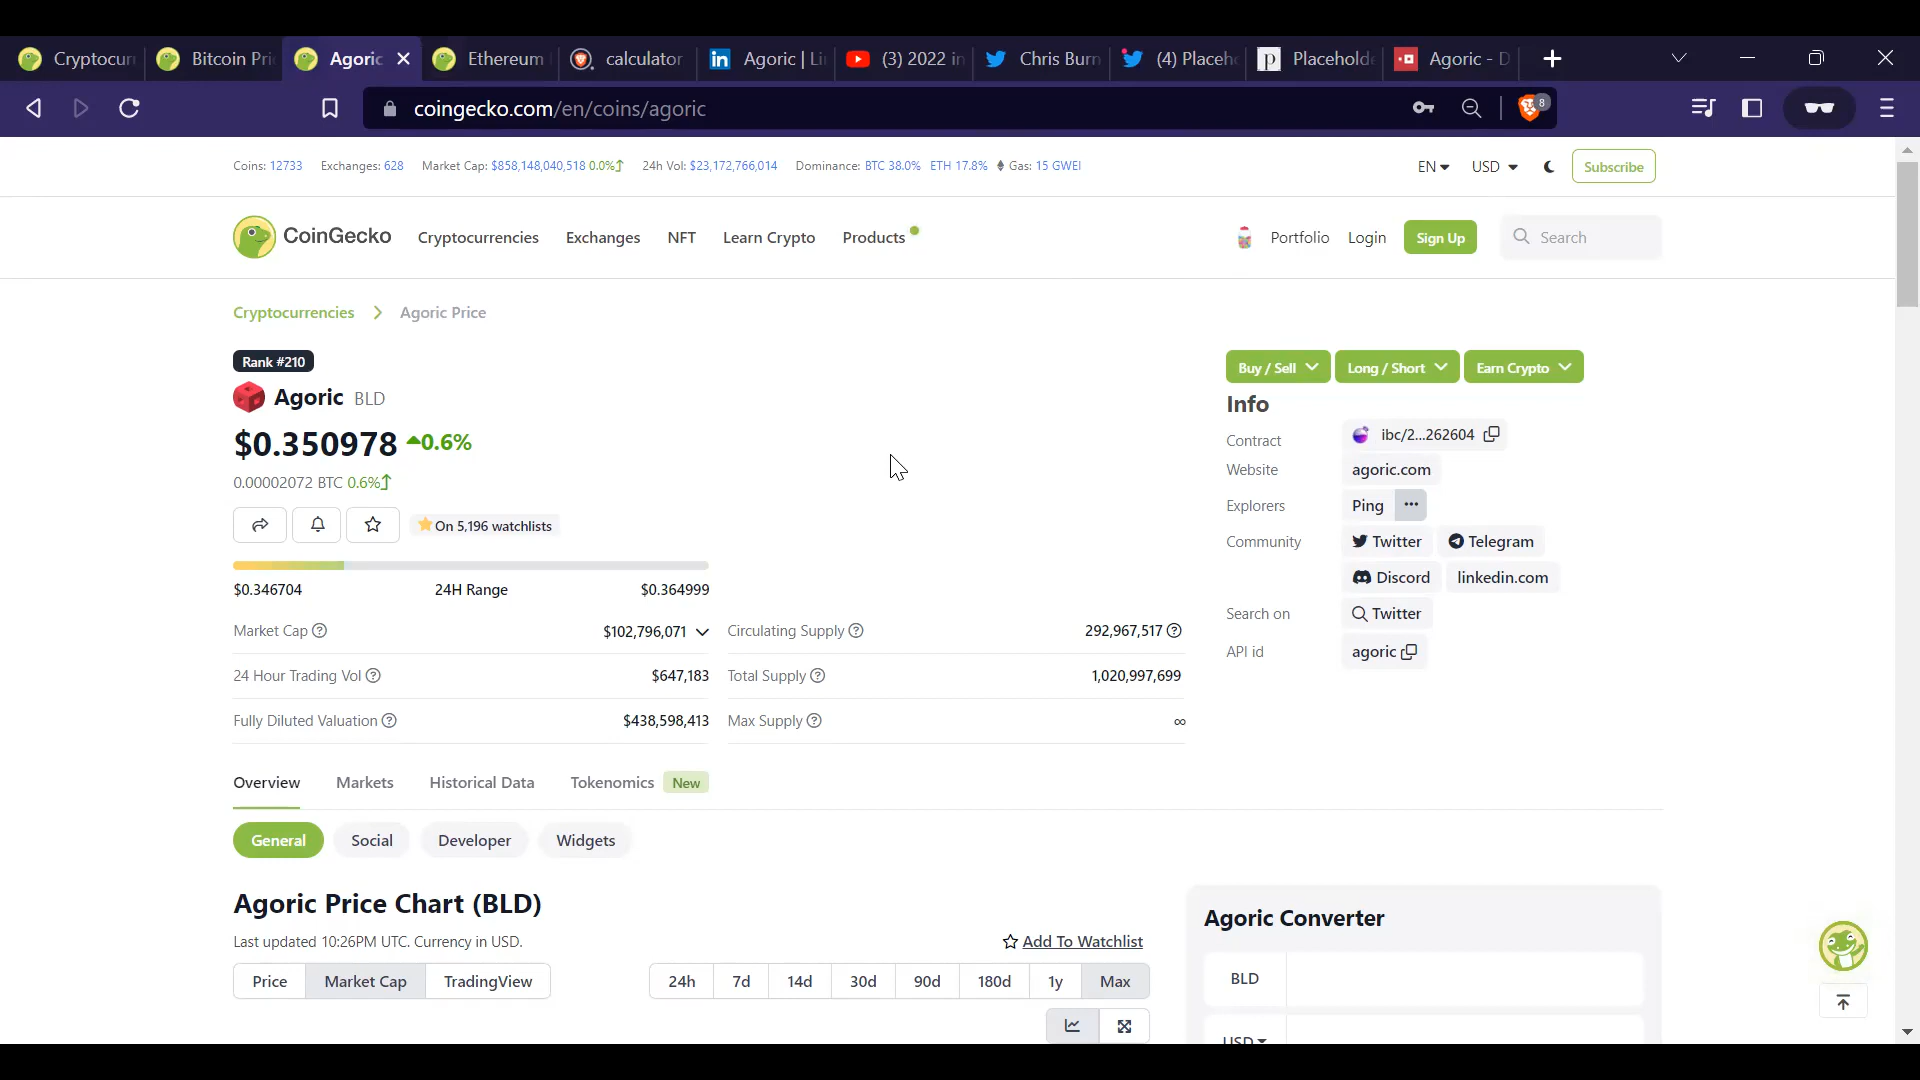 Cryptocur
Bitcoin Pri
Agoric
Ethereum
calculator
Agoric | Li
(3) 2022 in
Chris Burn
(4) Placeh
Placehold
Agoric - D
coingecko.com/en/coins/agoric
8
Coins: 12733 Exchanges: 628 Market Cap: $858,148,040,518 0.0% 24h Vol: $23,172,766,014 Dominance: BTC 38.0% ETH 17.8% Gas: 15 GWEI
EN USD Subscribe
CoinGecko Cryptocurrencies Exchanges NFT Learn Crypto Products Portfolio Login Sign Up Search
Cryptocurrencies Agoric Price
Rank #210
Agoric BLD
$0.350978 0.6%
0.00002072 BTC 0.6%
On 5,196 watchlists
$0.346704 24H Range $0.364999
Market Cap $102,796,071
24 Hour Trading Vol $647,183
Fully Diluted Valuation $438,598,413
Circulating Supply 292,967,517
Total Supply 1,020,997,699
Max Supply ∞
Buy / Sell Long / Short Earn Crypto
Info
Contract ibc/2...262604
Website agoric.com
Explorers Ping ...
Community Twitter Telegram
Discord linkedin.com
Search on Twitter
API id agoric
Overview Markets Historical Data Tokenomics New
General Social Developer Widgets
Agoric Price Chart (BLD)
Last updated 10:26PM UTC. Currency in USD.
Add To Watchlist
Price Market Cap TradingView
24h 7d 14d 30d 90d 180d 1y Max
Agoric Converter
BLD
USD